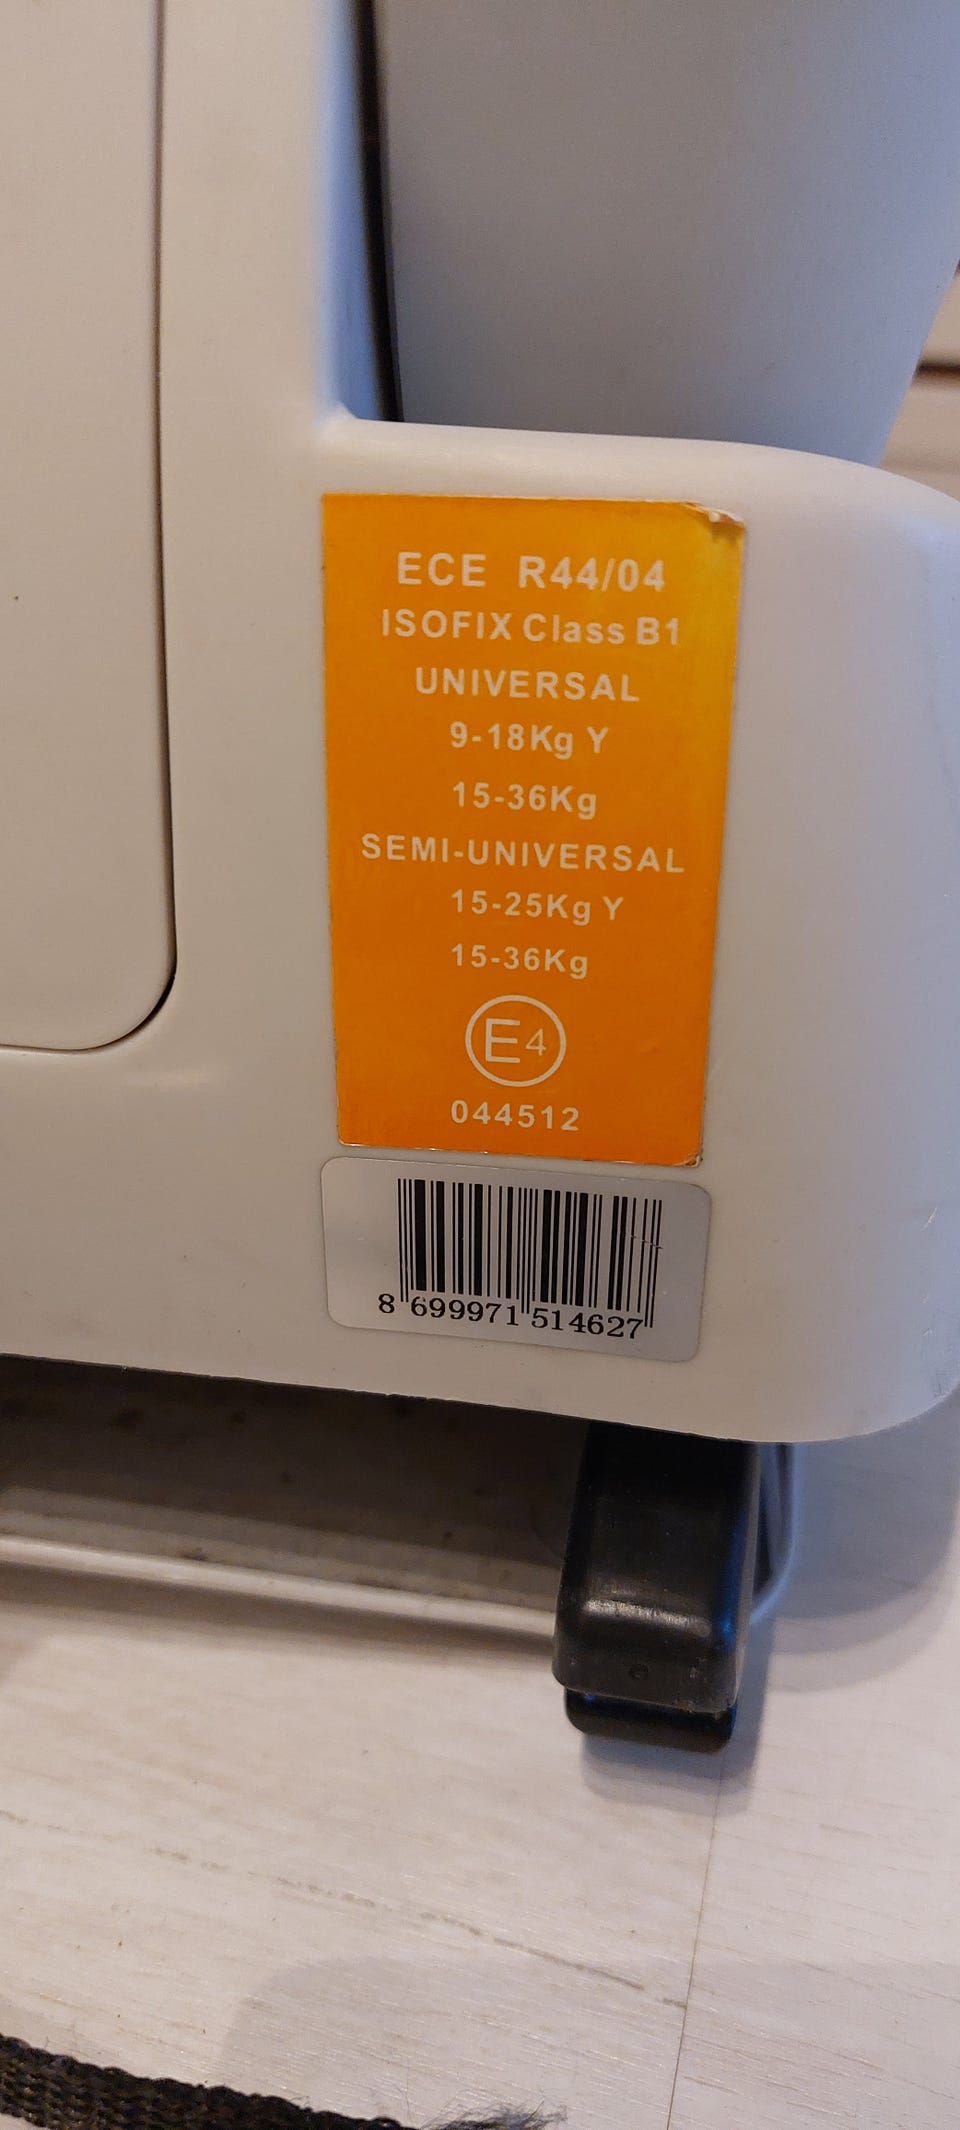 ECE R44/04
ISOFIX Class B1
UNIVERSAL
9-18Kg Y
15-36Kg
SEMI-UNIVERSAL
15-25Kg Y
15-36Kg
E4
044512
8 699971 514627